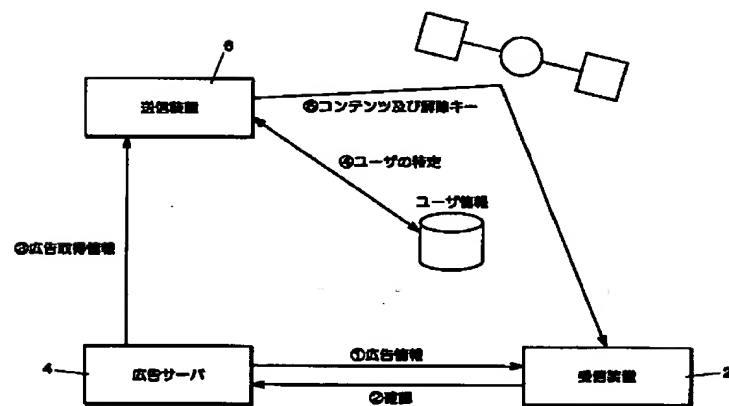 6
送信装置
⑤コンテンツ及び解除キー
④ユーザの特定
ユーザ情報
③広告取得情報
①広告情報
4
広告サーバ
受信装置
2
②確認